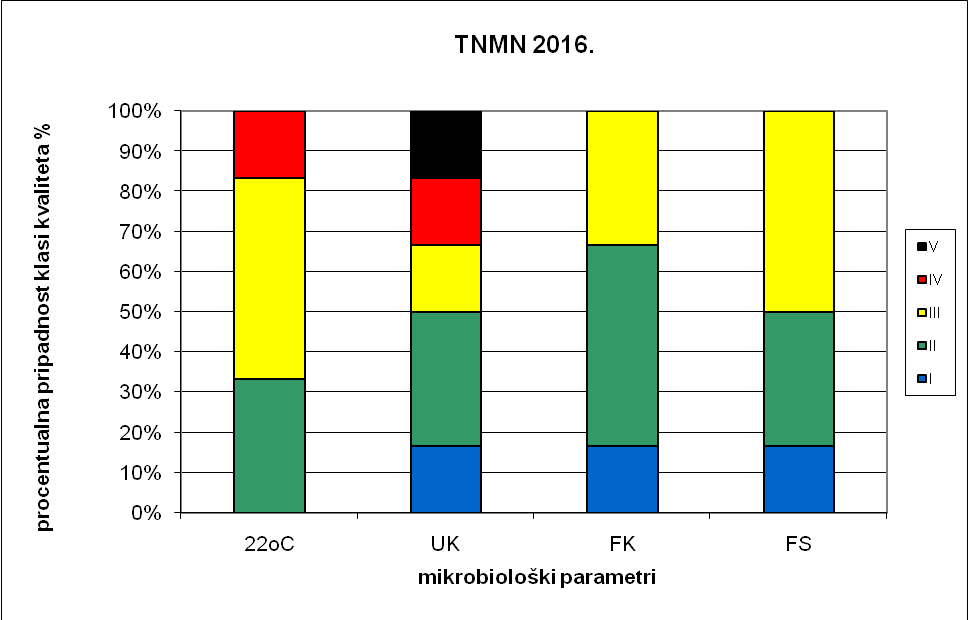 TNMN 2016.
procentualna pripadnost klasi kvaliteta %
100%
90%
80%
70%
60%
50%
40%
30%
20%
10%
0%
22oC
UK
FK
FS
mikrobiološki parametri
V
IV
III
II
I